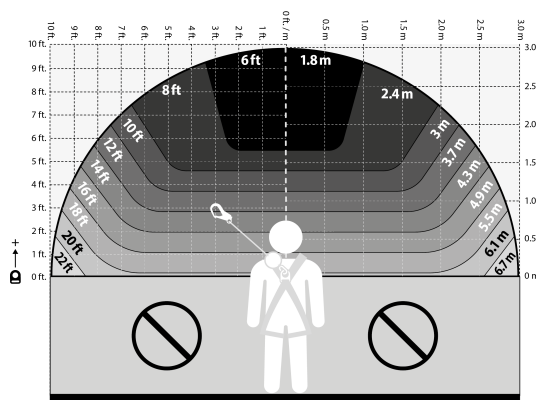 10 ft. 9 ft. 8 ft. 7 ft. 6 ft. 5 ft. 4 ft. 3 ft. 2 ft. 1 ft. 0 ft. / m 0.5 m 1.0 m 1.5 m 2.0 m 2.5 m 3.0 m
10 ft. 3.0
9 ft. 6 ft 1.8 m
8 ft. 8 ft 2.4 m 2.5
7 ft.
6 ft. 10 ft 3 m 2.0
5 ft. 12 ft 3.7 m 1.5
4 ft. 14 ft 4.3 m
3 ft. 16 ft 4.9 m 1.0
2 ft. 18 ft 5.5 m 0.5
1 ft. 20 ft 6.1 m
0 ft. 22 ft 6.7 m 0 m
D → +